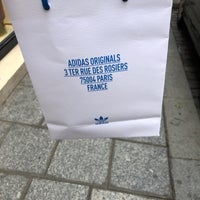 ADIDAS ORIGINALS
3 TER RUE DES ROSIERS
75004 PARIS
FRANCE